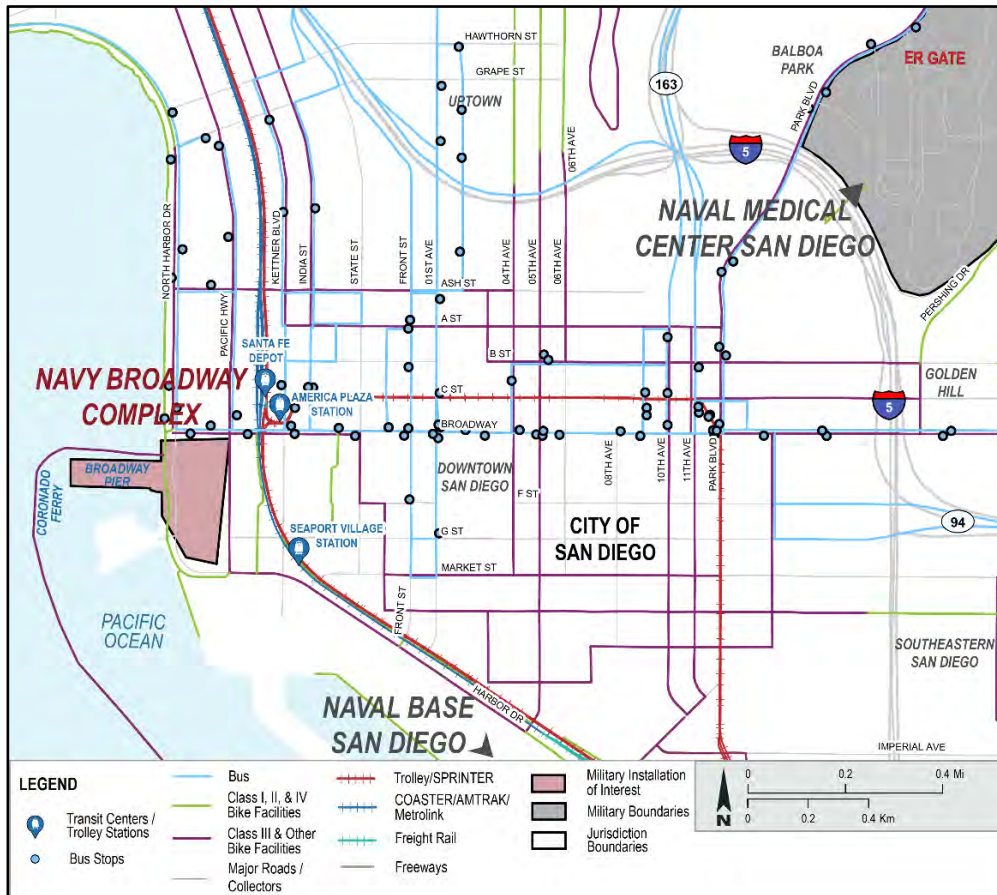 HAWTHORN ST
GRAPE ST
UPTOWN
163
BALBOA
PARK
ER GATE
PARK BLVD
5
NAVAL MEDICAL
CENTER SAN DIEGO
PERSHING DR
06TH AVE
NORTH HARBOR DR
PACIFIC HWY
KETTNER BLVD
INDIA ST
STATE ST
FRONT ST
01ST AVE
04TH AVE
05TH AVE
06TH AVE
ASH ST
A ST
B ST
C ST
SANTA FE
DEPOT
AMERICA PLAZA
STATION
NAVY BROADWAY
COMPLEX
GOLDEN
HILL
5
BROADWAY
BROADWAY
PIER
CORONADO
FERRY
DOWNTOWN
SAN DIEGO
08TH AVE
10TH AVE
11TH AVE
PARK BLVD
F ST
G ST
CITY OF
SAN DIEGO
94
SEAPORT VILLAGE
STATION
MARKET ST
FRONT ST
PACIFIC
OCEAN
SOUTHEASTERN
SAN DIEGO
HARBOR DR
NAVAL BASE
SAN DIEGO
IMPERIAL AVE
LEGEND
Transit Centers /
Trolley Stations
Bus Stops
Bus
Class I, II, & IV
Bike Facilities
Class III & Other
Bike Facilities
Major Roads /
Collectors
Trolley/SPRINTER
COASTER/AMTRAK/
Metrolink
Freight Rail
Freeways
Military Installation
of Interest
Military Boundaries
Jurisdiction
Boundaries
N
0 0.2 0.4 Mi
0 0.2 0.4 Km